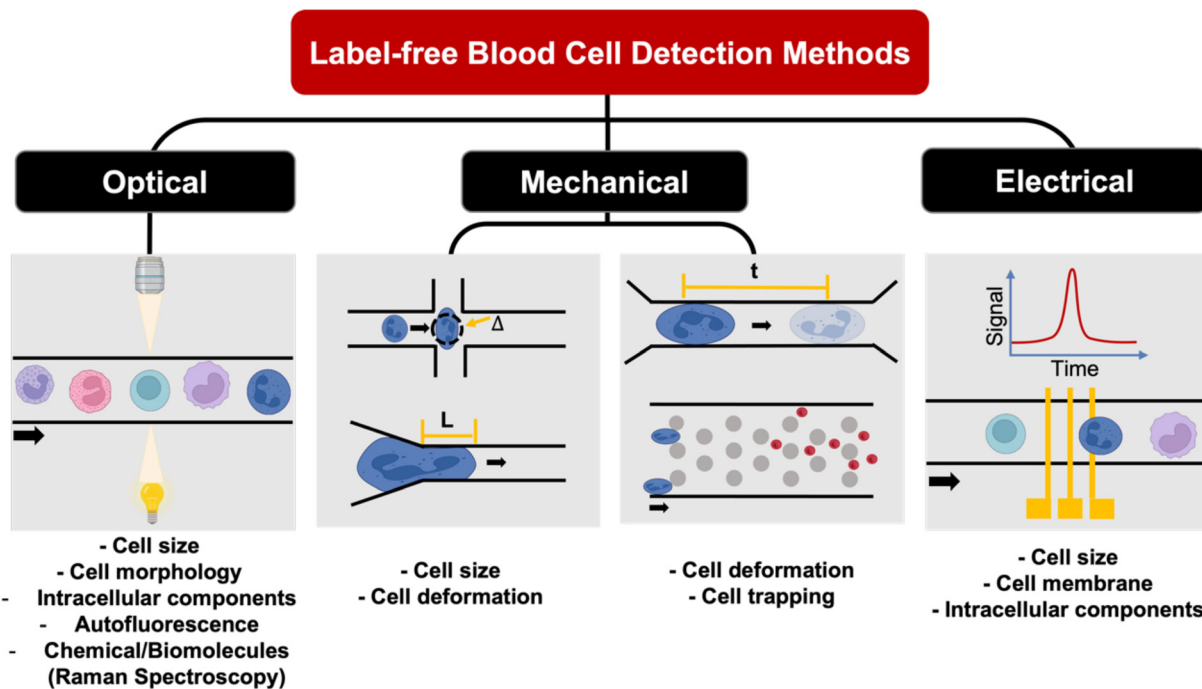 Label-free Blood Cell Detection Methods
Optical
Mechanical
Electrical
Δ
L
t
Signal
Time
- Cell size
- Cell morphology
- Intracellular components
- Autofluorescence
- Chemical/Biomolecules
(Raman Spectroscopy)
- Cell size
- Cell deformation
- Cell deformation
- Cell trapping
- Cell size
- Cell membrane
- Intracellular components